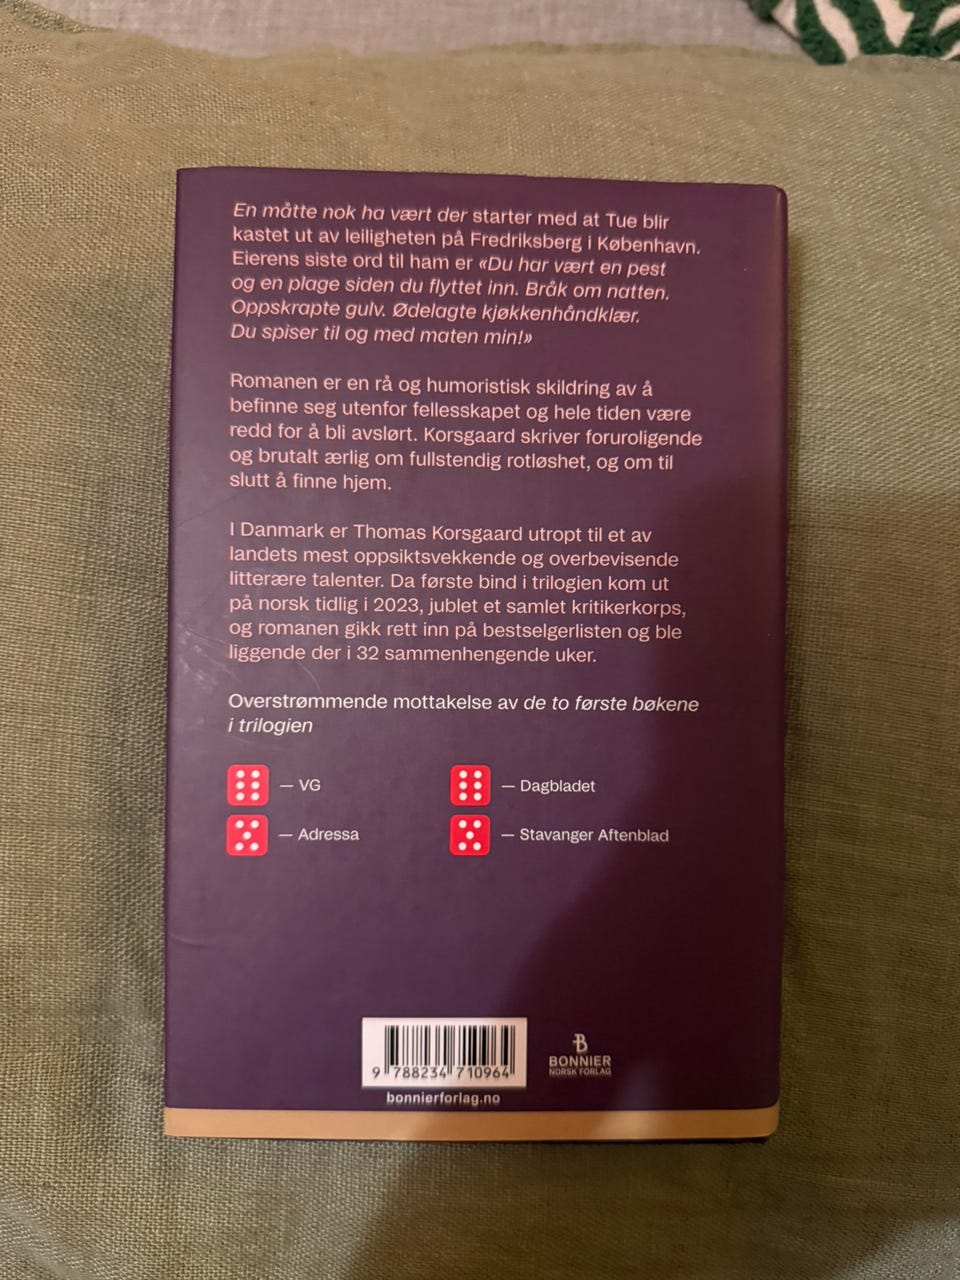 En måtte nok ha vært der starter med at Tue blir
kastet ut av leiligheten på Fredriksberg i København.
Eierens siste ord til ham er «Du har vært en pest
og en plage siden du flyttet inn. Bråk om natten.
Oppskrapte gulv. Ødelagte kjøkkenhåndklær.
Du spiser til og med maten min!»
Romanen er en rå og humoristisk skildring av å
befinne seg utenfor fellesskapet og hele tiden være
redd for å bli avslørt. Korsgaard skriver foruroligende
og brutalt ærlig om fullstendig rotløshet, og om til
slutt å finne hjem.
I Danmark er Thomas Korsgaard utropt til et av
landets mest oppsiktsvekkende og overbevisende
litterære talenter. Da første bind i trilogien kom ut
på norsk tidlig i 2023, jublet et samlet kritikerkorps,
og romanen gikk rett inn på bestselgerlisten og ble
liggende der i 32 sammenhengende uker.
Overstrømmende mottakelse av de to første bøkene
i trilogien
— VG
— Dagbladet
— Adressa
— Stavanger Aftenblad
9 788234 710964
bonnierforlag.no
BONNIER
NORSK FORLAG